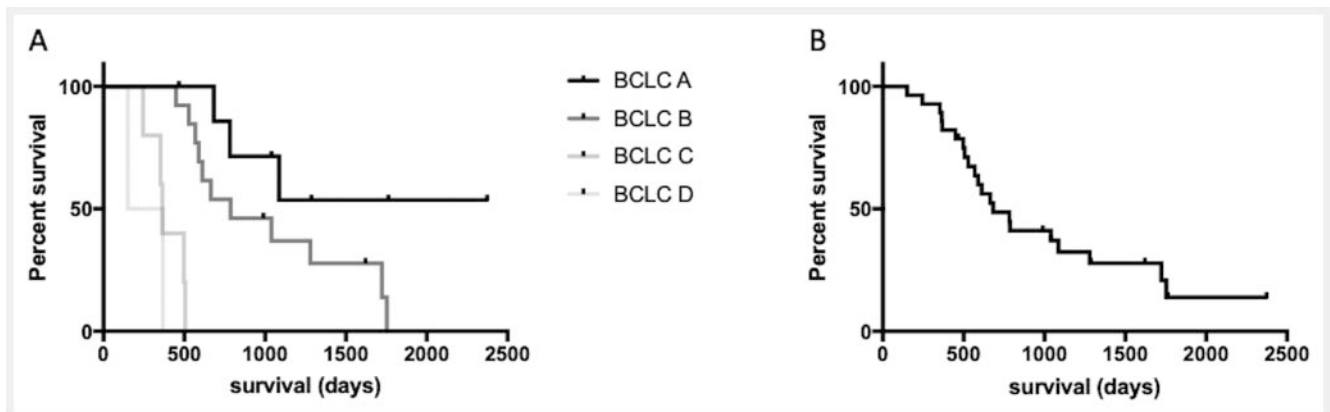 A
Percent survival
100
50
0
0 500 1000 1500 2000 2500
survival (days)
BCLC A
BCLC B
BCLC C
BCLC D
B
Percent survival
100
50
0
0 500 1000 1500 2000 2500
survival (days)